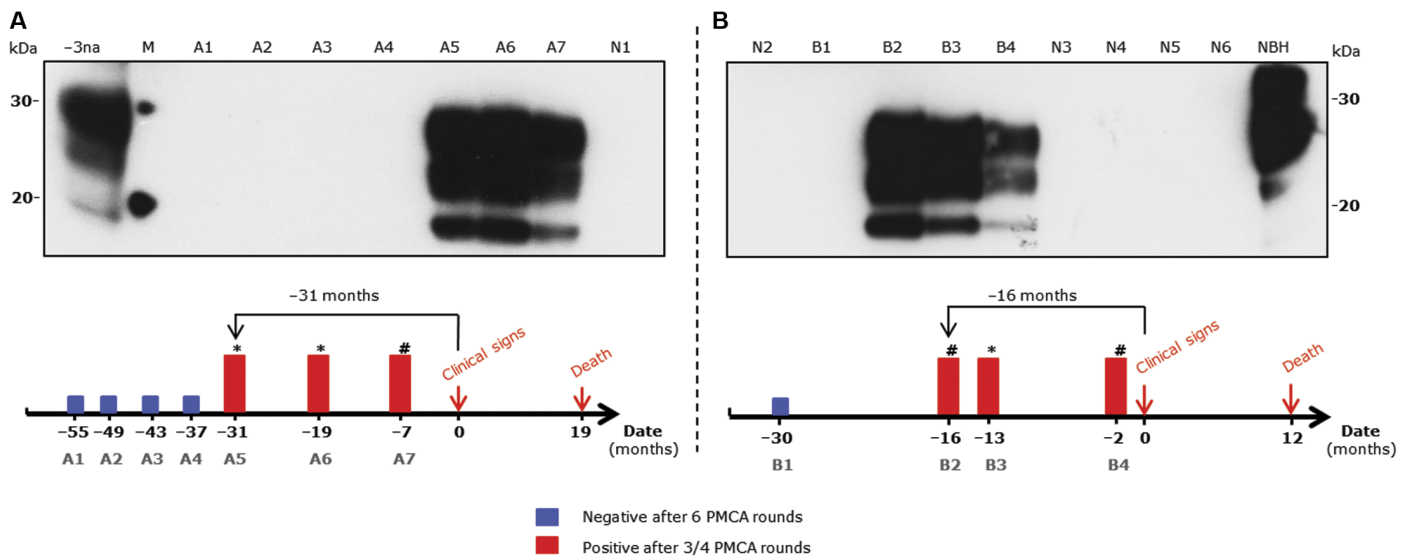 A
B
kDa –3na M A1 A2 A3 A4 A5 A6 A7 N1
N2 B1 B2 B3 B4 N3 N4 N5 N6 NBH kDa
30-
20-
-30
-20
–31 months
* * #
Clinical signs
Death
–55 –49 –43 –37 –31 –19 –7 0 19 Date
(months)
A1 A2 A3 A4 A5 A6 A7
–16 months
# * #
Clinical signs
Death
–30 –16 –13 –2 0 12 Date
(months)
B1 B2 B3 B4
Negative after 6 PMCA rounds
Positive after 3/4 PMCA rounds